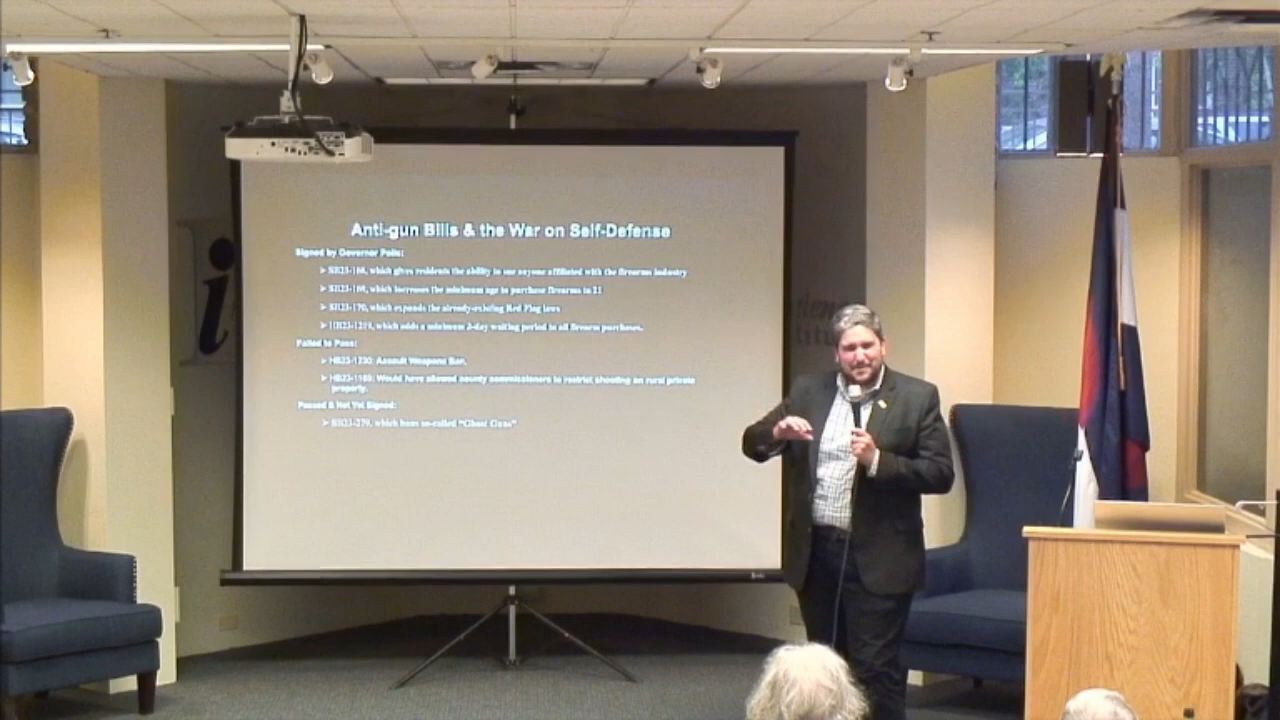 Anti-gun Bills & the War on Self-Defense
Signed by Governor Polis:
➢ SB23-168, which gives residents the ability to sue anyone affiliated with the firearms industry
➢ SB23-169, which increases the minimum age to purchase firearms to 21
➢ SB23-170, which expands the already-existing Red Flag laws
➢ HB23-1219, which adds a minimum 3-day waiting period to all firearm purchases.
Failed to Pass:
➢ HB23-1230: Assault Weapons Ban.
➢ HB23-1165: Would have allowed county commissioners to restrict shooting on rural private
property.
Passed & Not Yet Signed:
➢ SB23-279, which bans so-called "Ghost Guns"
i